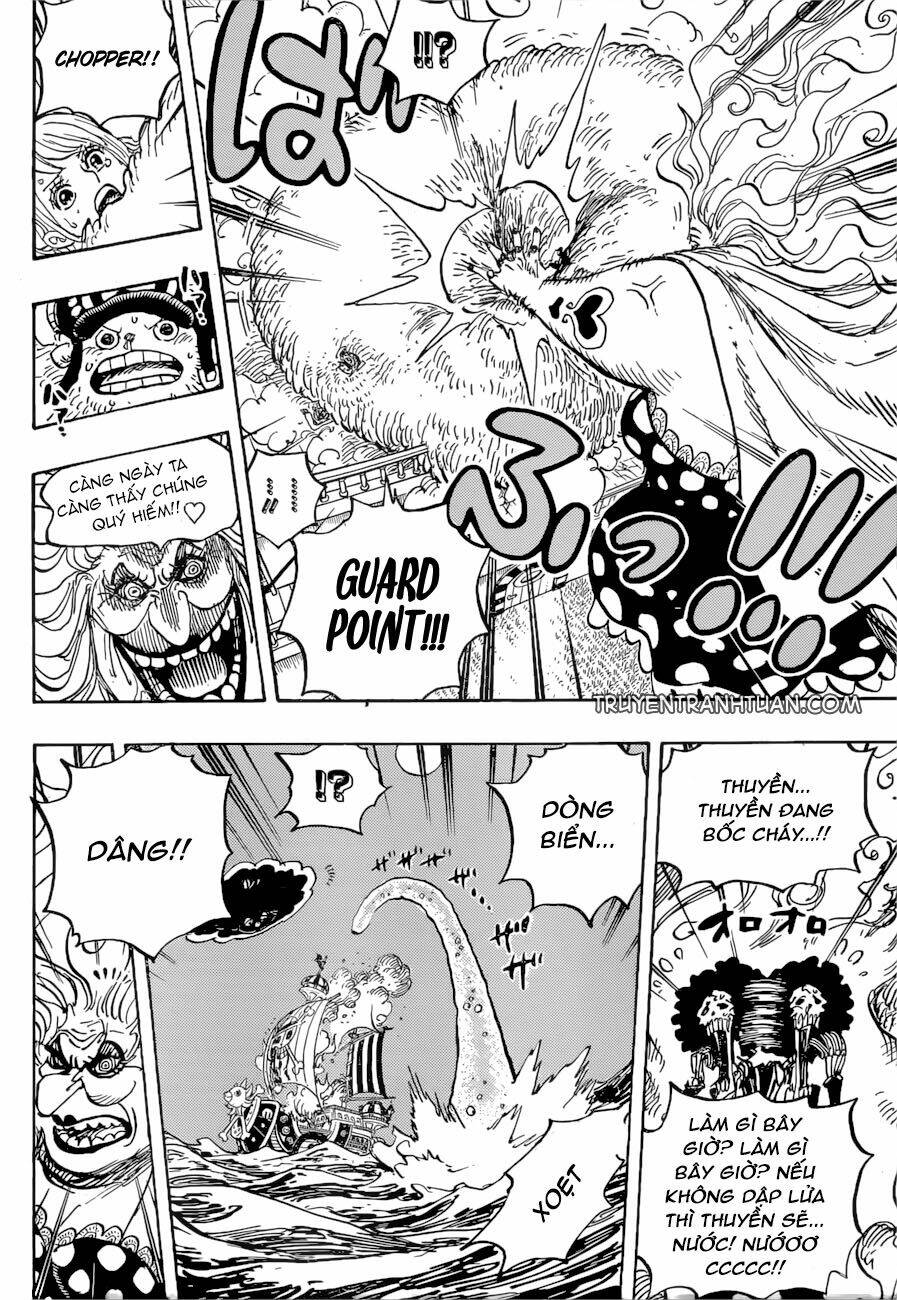 !!?
ばん
CHOPPER!!
ふっ!!!...
GUARD
POINT!!!
CÀNG NGÀY TA
CÀNG THẤY CHÚNG
QUÝ HIẾM!!♡
TRUYENTRANHTUAN.COM
THUYỀN...
THUYỀN ĐANG
BỐC CHÁY...!!
オロオロ
LÀM GÌ BÂY
GIỜ? LÀM GÌ
BÂY GIỜ? NẾU
KHÔNG DẬP LỬA
THÌ THUYỀN SẼ...
NƯỚC! NƯỚƠƠ
CCCCC!!
DÒNG
BIỂN...
!?
XOẸT
DÂNG!!